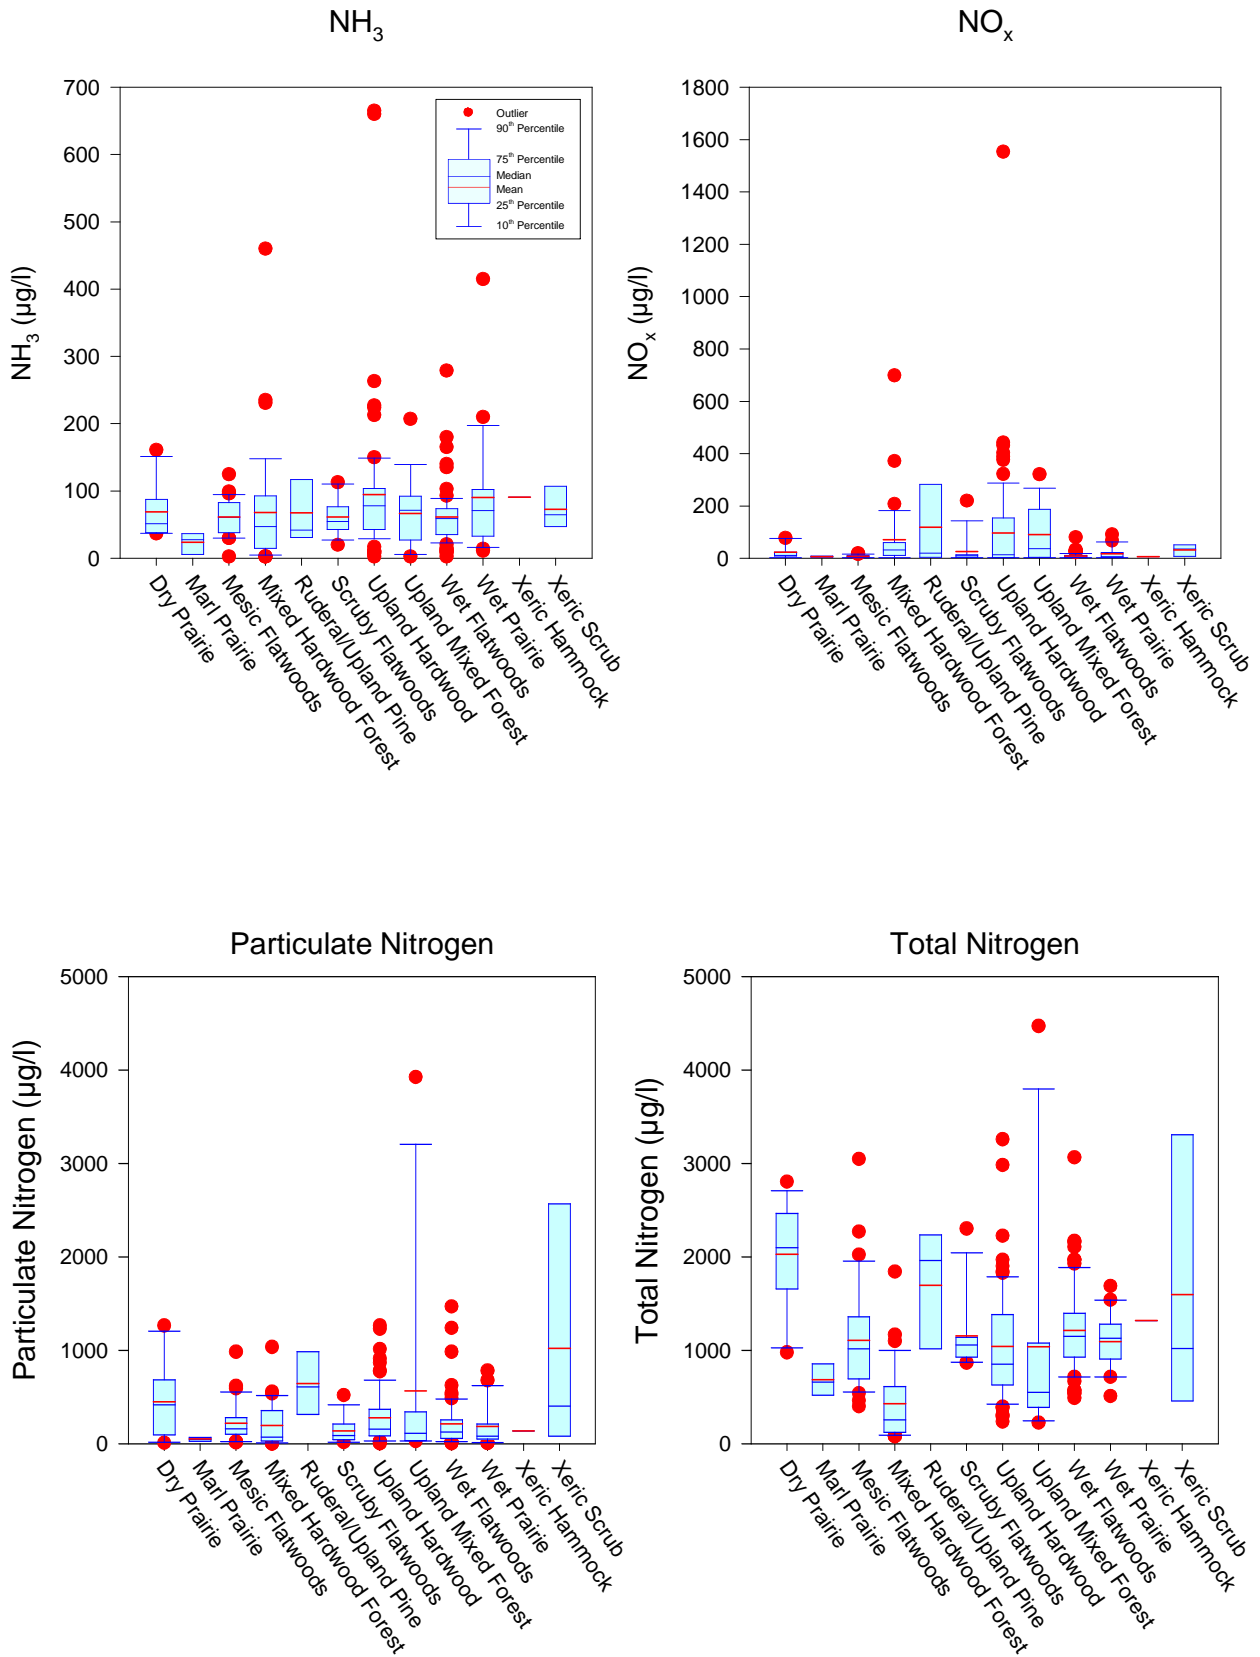 NH3
NOx
700
600
500
400
300
200
100
0
NH3 (µg/l)
Outlier
90th Percentile
75th Percentile
Median
Mean
25th Percentile
10th Percentile
Dry Prairie
Marl Prairie
Mesic Flatwoods
Mixed Hardwood Forest
Ruderal/Upland Pine
Scruby Flatwoods
Upland Hardwood
Upland Mixed Forest
Wet Flatwoods
Wet Prairie
Xeric Hammock
Xeric Scrub
1800
1600
1400
1200
1000
800
600
400
200
0
NOx (µg/l)
Dry Prairie
Marl Prairie
Mesic Flatwoods
Mixed Hardwood Forest
Ruderal/Upland Pine
Scruby Flatwoods
Upland Hardwood
Upland Mixed Forest
Wet Flatwoods
Wet Prairie
Xeric Hammock
Xeric Scrub
Particulate Nitrogen
5000
4000
3000
2000
1000
0
Particulate Nitrogen (µg/l)
Dry Prairie
Marl Prairie
Mesic Flatwoods
Mixed Hardwood Forest
Ruderal/Upland Pine
Scruby Flatwoods
Upland Hardwood
Upland Mixed Forest
Wet Flatwoods
Wet Prairie
Xeric Hammock
Xeric Scrub
Total Nitrogen
5000
4000
3000
2000
1000
0
Total Nitrogen (µg/l)
Dry Prairie
Marl Prairie
Mesic Flatwoods
Mixed Hardwood Forest
Ruderal/Upland Pine
Scruby Flatwoods
Upland Hardwood
Upland Mixed Forest
Wet Flatwoods
Wet Prairie
Xeric Hammock
Xeric Scrub